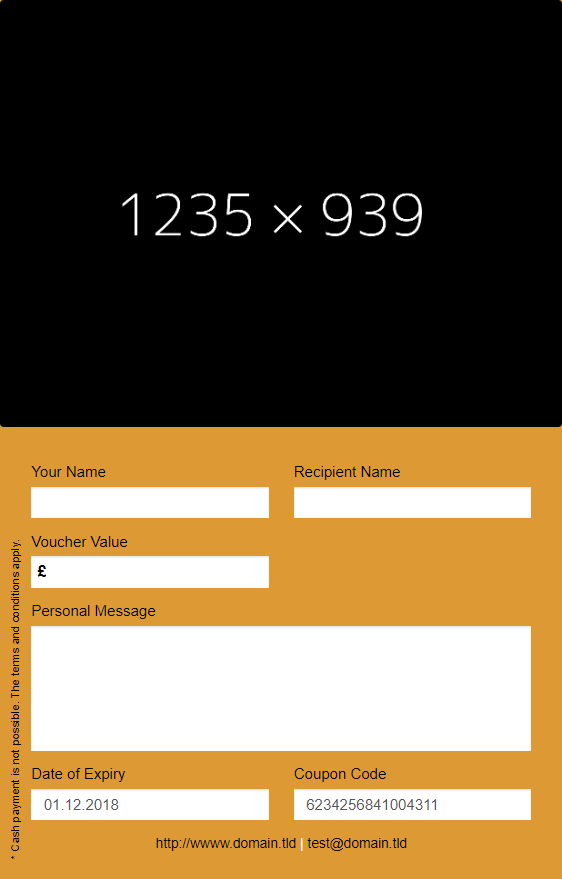 1235 × 939
Your Name
Recipient Name
Voucher Value
£
Personal Message
Date of Expiry
Coupon Code
01.12.2018
6234256841004311
http://wwww.domain.tld | test@domain.tld
* Cash payment is not possible. The terms and conditions apply.